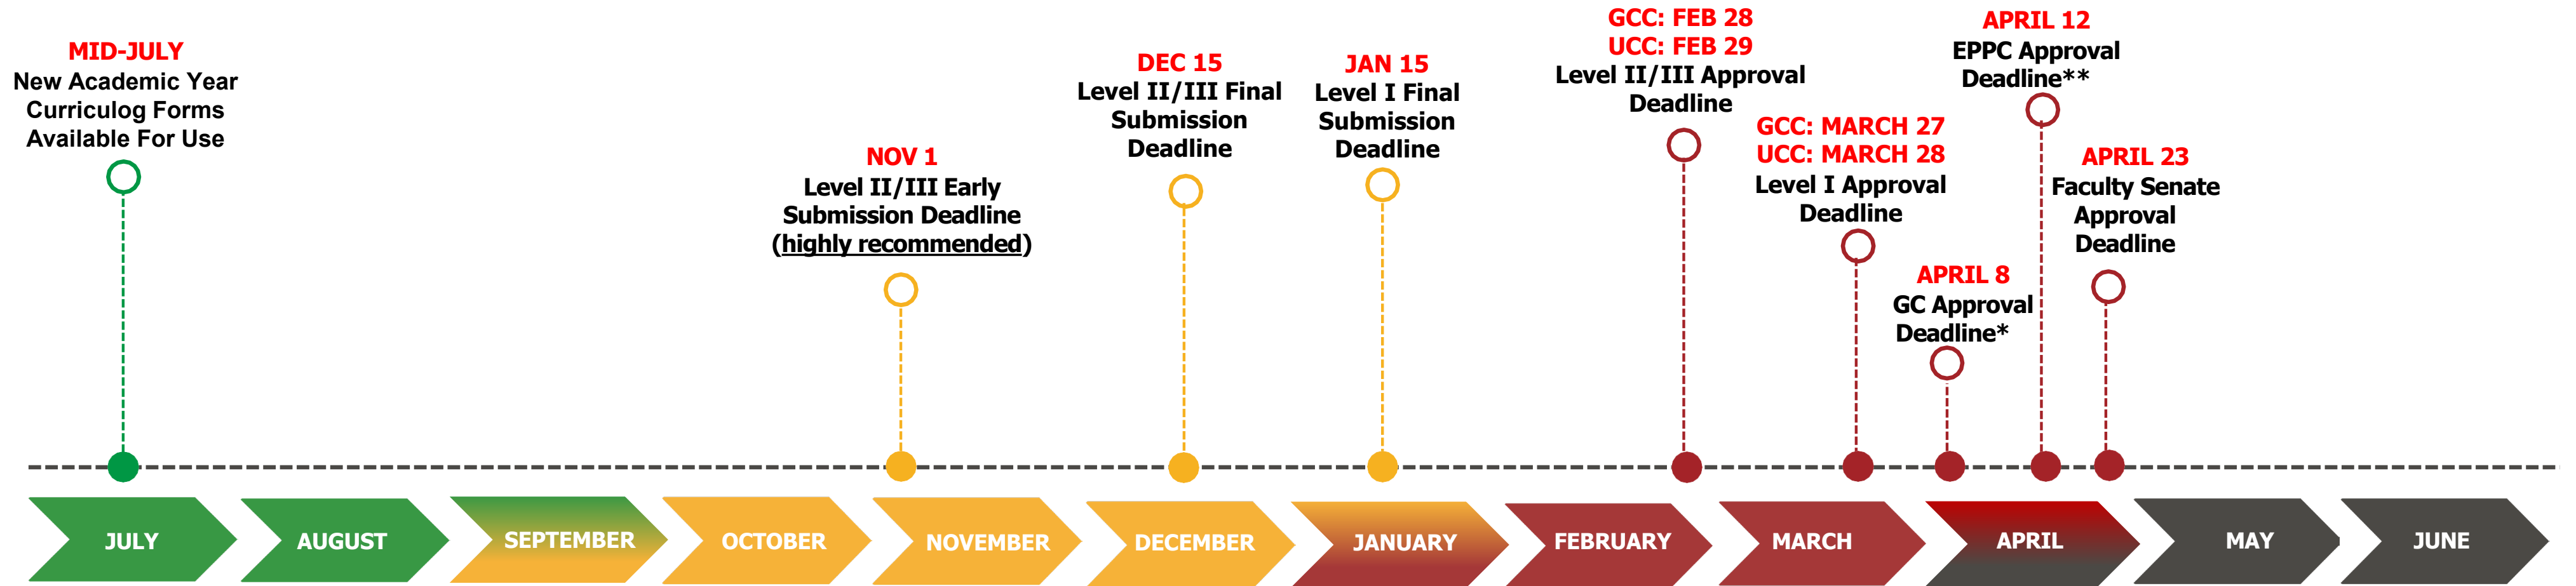 MID-JULY
New Academic Year
Curriculog Forms
Available For Use
NOV 1
Level II/III Early
Submission Deadline
(highly recommended)
DEC 15
Level II/III Final
Submission
Deadline
JAN 15
Level I Final
Submission
Deadline
GCC: FEB 28
UCC: FEB 29
Level II/III Approval
Deadline
GCC: MARCH 27
UCC: MARCH 28
Level I Approval
Deadline
APRIL 8
GC Approval
Deadline*
APRIL 12
EPPC Approval
Deadline**
APRIL 23
Faculty Senate
Approval
Deadline
JULY
AUGUST
SEPTEMBER
OCTOBER
NOVEMBER
DECEMBER
JANUARY
FEBRUARY
MARCH
APRIL
MAY
JUNE